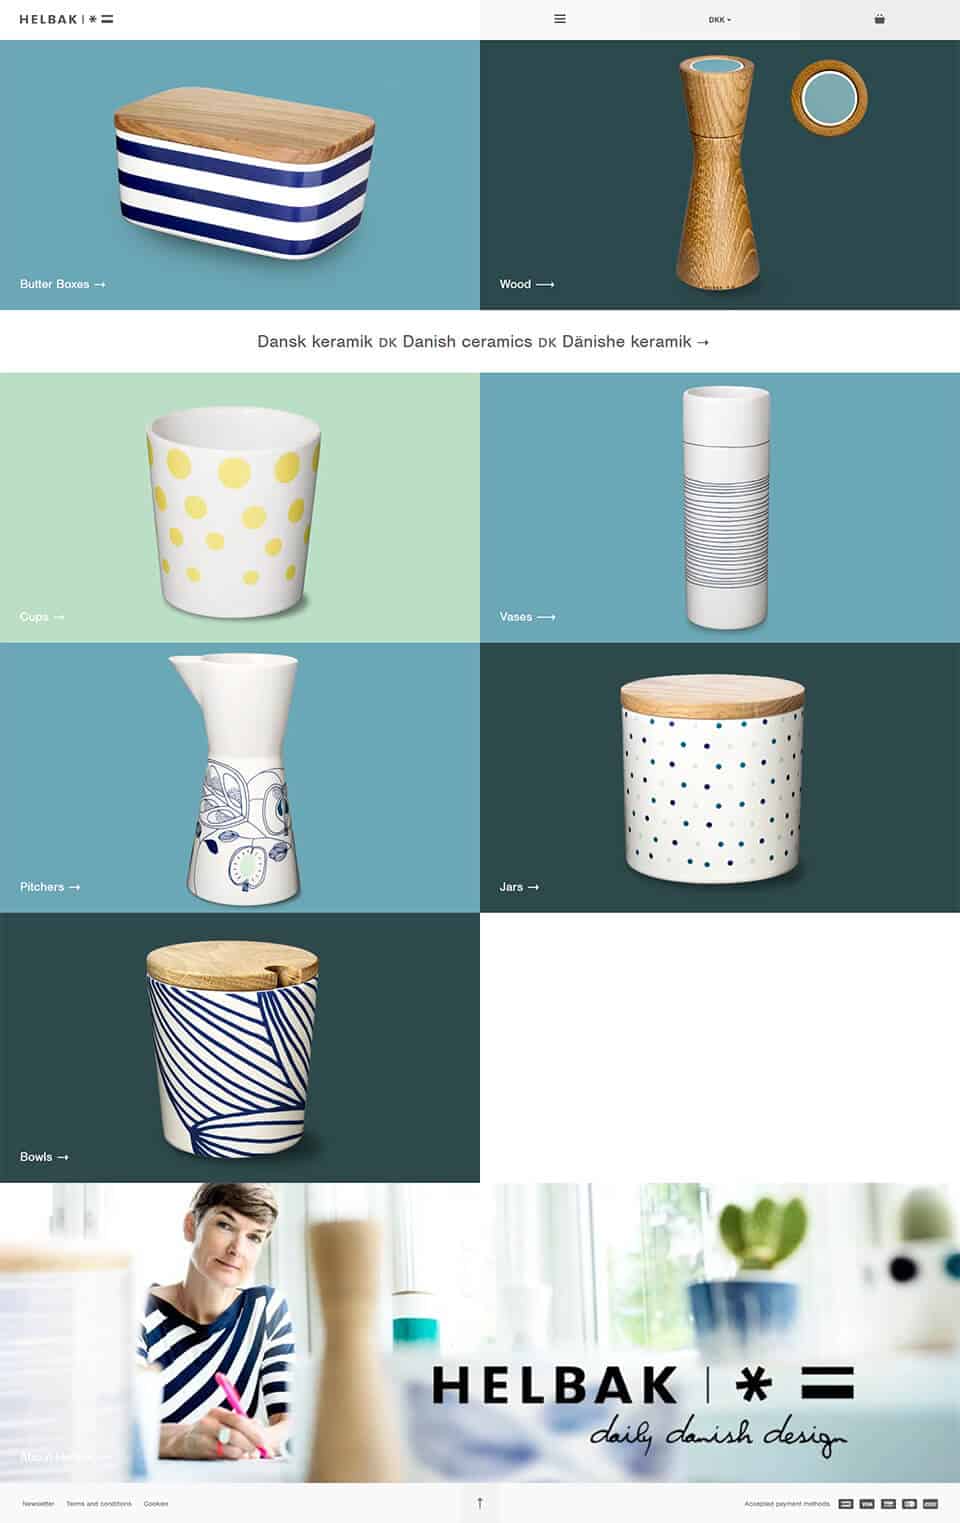 HELBAK | * =
DKK
Butter Boxes →
Wood →
Dansk keramik DK Danish ceramics DK Dänishe keramik →
Cups →
Vases →
Pitchers →
Jars →
Bowls →
HELBAK | * =
daily danish design
About Helbak →
Newsletter Terms and conditions Cookies ↑ Accepted payment methods